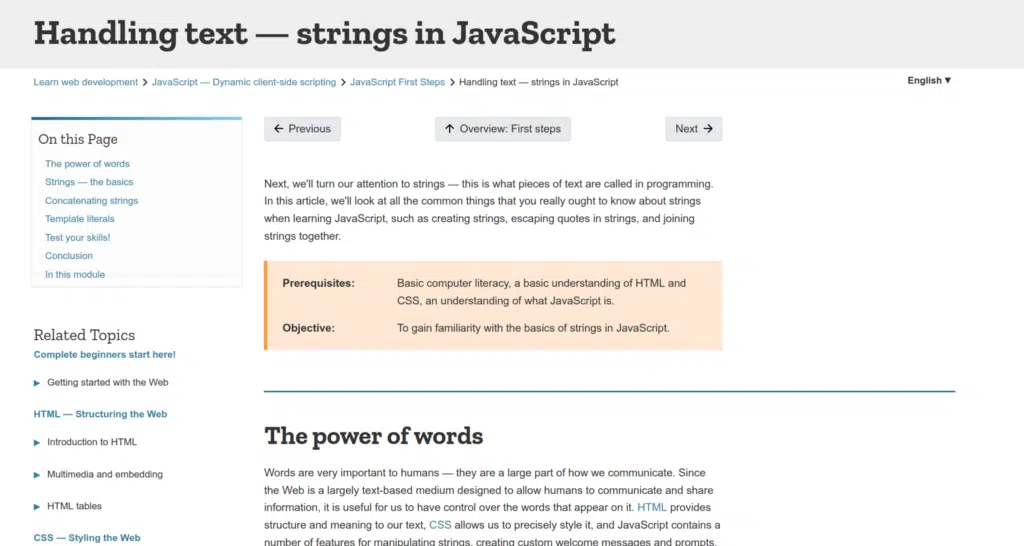 Handling text — strings in JavaScript
Learn web development > JavaScript — Dynamic client-side scripting > JavaScript First Steps > Handling text — strings in JavaScript
English ▼
On this Page
The power of words
Strings — the basics
Concatenating strings
Template literals
Test your skills!
Conclusion
In this module
Related Topics
Complete beginners start here!
▶ Getting started with the Web
HTML — Structuring the Web
▶ Introduction to HTML
▶ Multimedia and embedding
▶ HTML tables
CSS — Styling the Web
← Previous
↑ Overview: First steps
Next →
Next, we'll turn our attention to strings — this is what pieces of text are called in programming.
In this article, we'll look at all the common things that you really ought to know about strings
when learning JavaScript, such as creating strings, escaping quotes in strings, and joining
strings together.
Prerequisites: Basic computer literacy, a basic understanding of HTML and
CSS, an understanding of what JavaScript is.
Objective: To gain familiarity with the basics of strings in JavaScript.
The power of words
Words are very important to humans — they are a large part of how we communicate. Since
the Web is a largely text-based medium designed to allow humans to communicate and share
information, it is useful for us to have control over the words that appear on it. HTML provides
structure and meaning to our text, CSS allows us to precisely style it, and JavaScript contains a
number of features for manipulating strings, creating custom welcome messages and prompts,